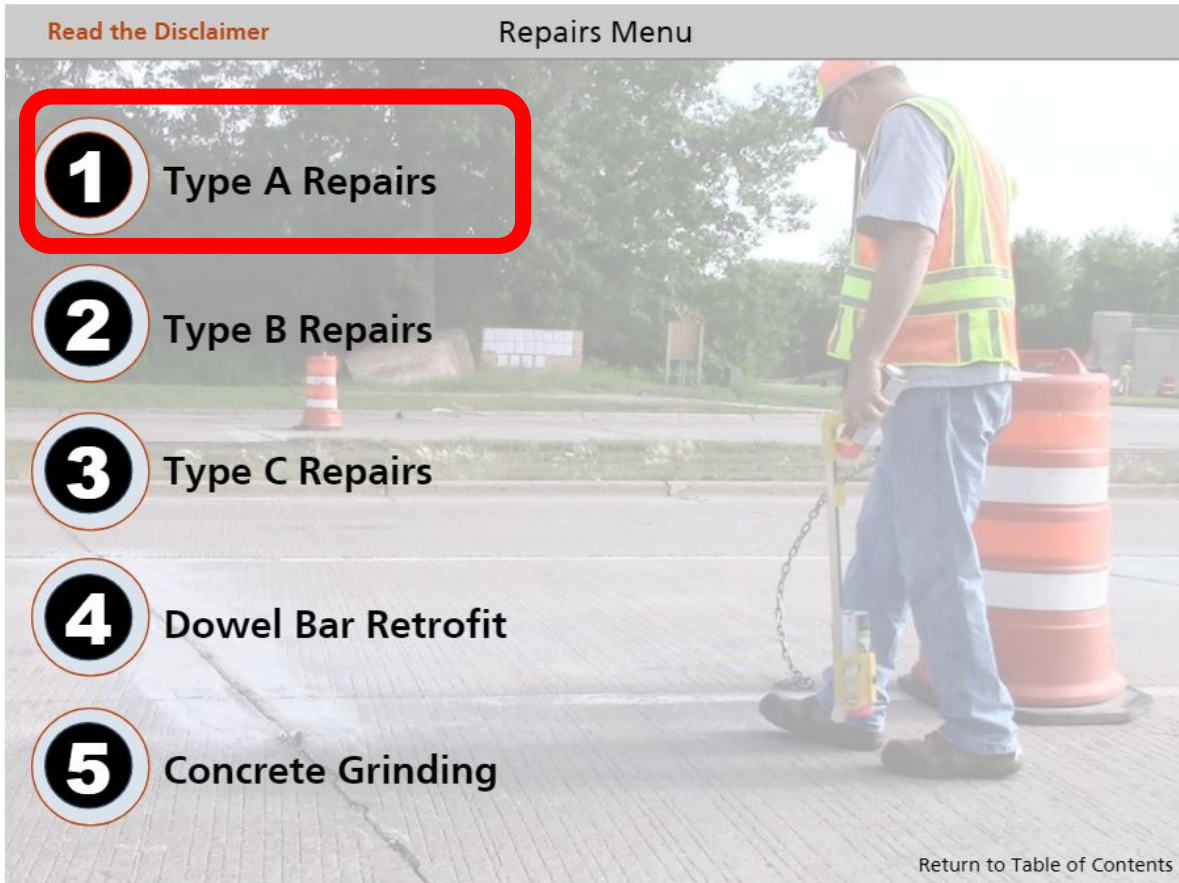 Read the Disclaimer
Repairs Menu
1 Type A Repairs
2 Type B Repairs
3 Type C Repairs
4 Dowel Bar Retrofit
5 Concrete Grinding
Return to Table of Contents